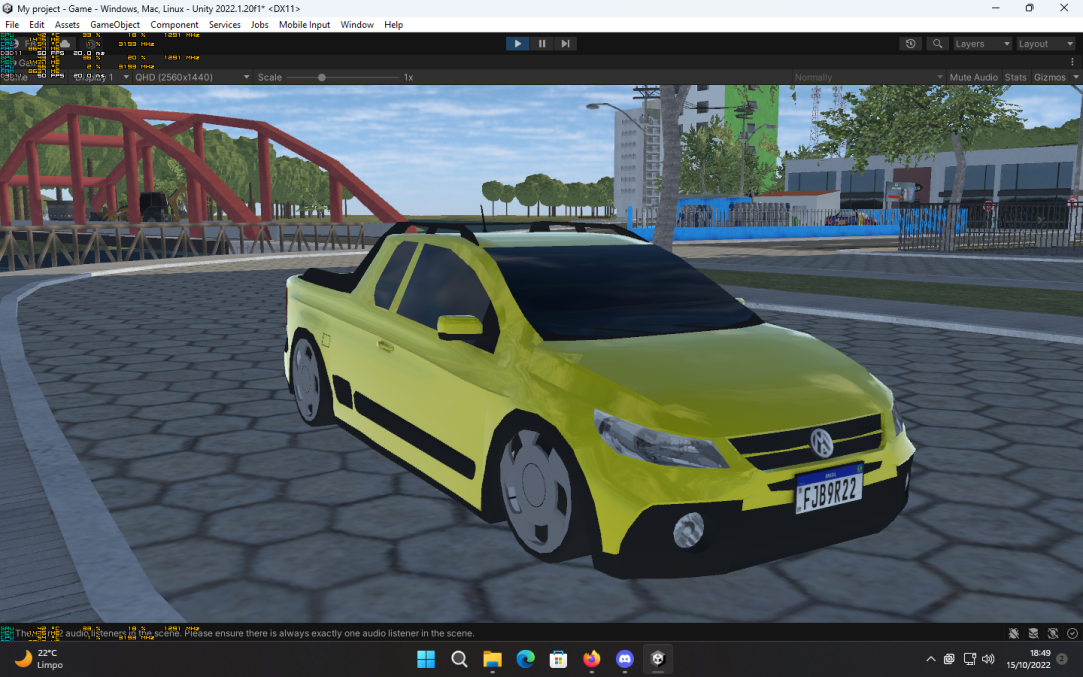 My project - Game - Windows, Mac, Linux - Unity 2022.1.20f1* <DX11>
File Edit Assets GameObject Component Services Jobs Mobile Input Window Help
Layers Layout
Display 1 QHD (2560x1440) Scale 1x Normally Mute Audio Stats Gizmos
BRASIL
FJB9R22
audio listeners in the scene. Please ensure there is always exactly one audio listener in the scene.
22°C
Limpo
18:49
15/10/2022
2